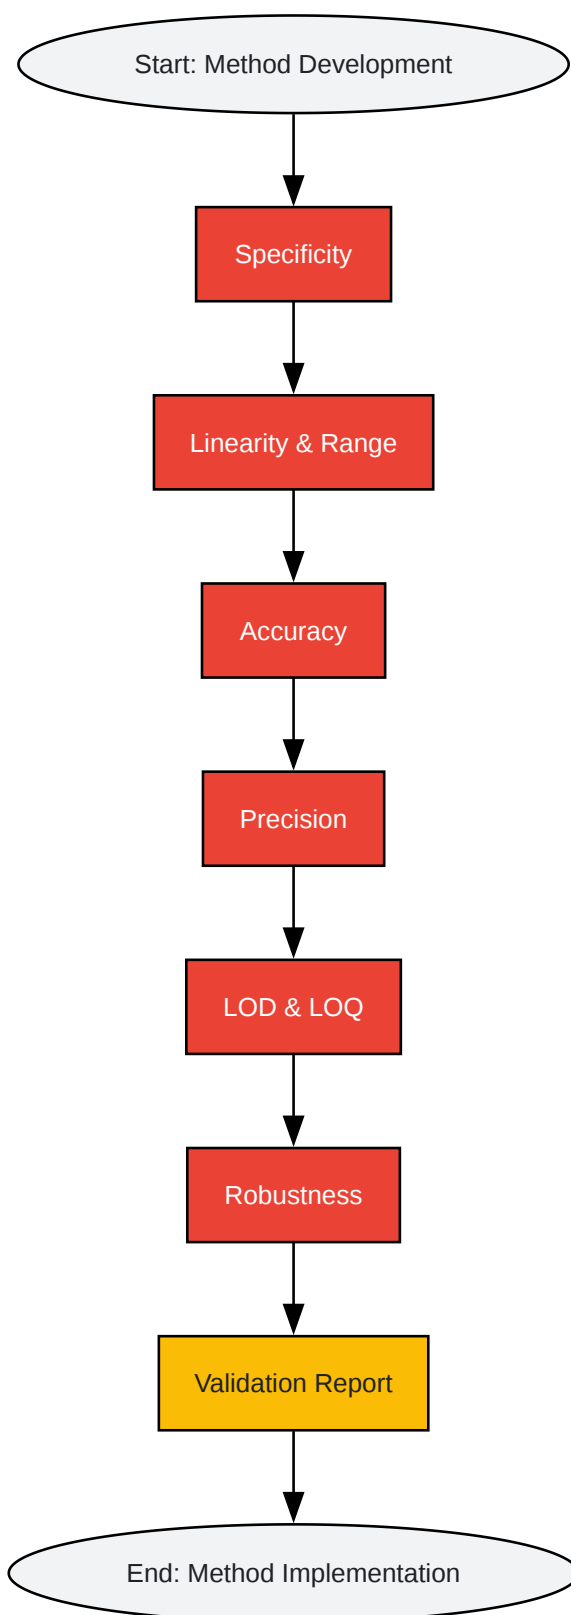 Start: Method Development
Specificity
Linearity & Range
Accuracy
Precision
LOD & LOQ
Robustness
Validation Report
End: Method Implementation